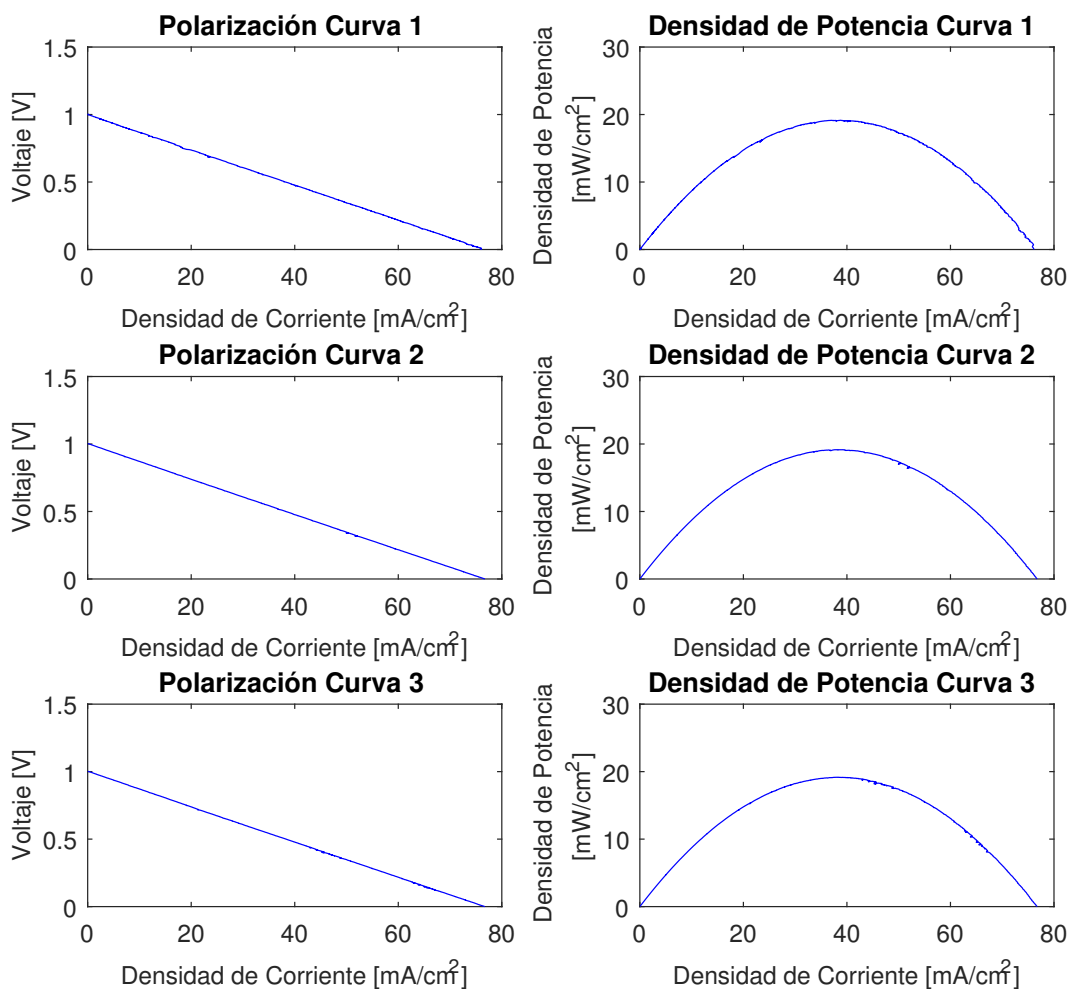 Polarización Curva 1
1.5
1
0.5
0
Voltaje [V]
0 20 40 60 80
Densidad de Corriente [mA/cm²]
Densidad de Potencia Curva 1
30
20
10
0
Densidad de Potencia
[mW/cm²]
0 20 40 60 80
Densidad de Corriente [mA/cm²]
Polarización Curva 2
1.5
1
0.5
0
Voltaje [V]
0 20 40 60 80
Densidad de Corriente [mA/cm²]
Densidad de Potencia Curva 2
30
20
10
0
Densidad de Potencia
[mW/cm²]
0 20 40 60 80
Densidad de Corriente [mA/cm²]
Polarización Curva 3
1.5
1
0.5
0
Voltaje [V]
0 20 40 60 80
Densidad de Corriente [mA/cm²]
Densidad de Potencia Curva 3
30
20
10
0
Densidad de Potencia
[mW/cm²]
0 20 40 60 80
Densidad de Corriente [mA/cm²]